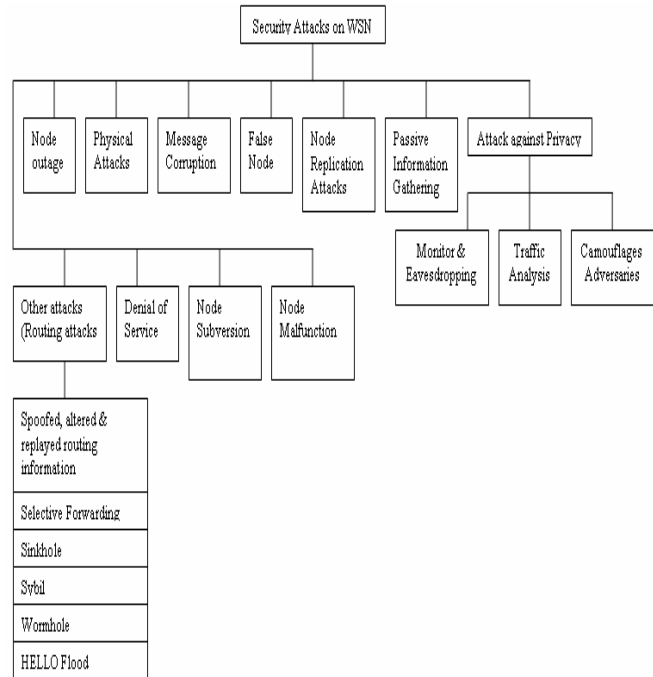 Security Attacks on WSN
Node
outage
Physical
Attacks
Message
Corruption
False
Node
Node
Replication
Attacks
Passive
Information
Gathering
Attack against Privacy
Monitor &
Eavesdropping
Traffic
Analysis
Camouflages
Adversaries
Other attacks
(Routing attacks
Denial of
Service
Node
Subversion
Node
Malfunction
Spoofed, altered &
replayed routing
information
Selective Forwarding
Sinkhole
Sybil
Wormhole
HELLO Flood